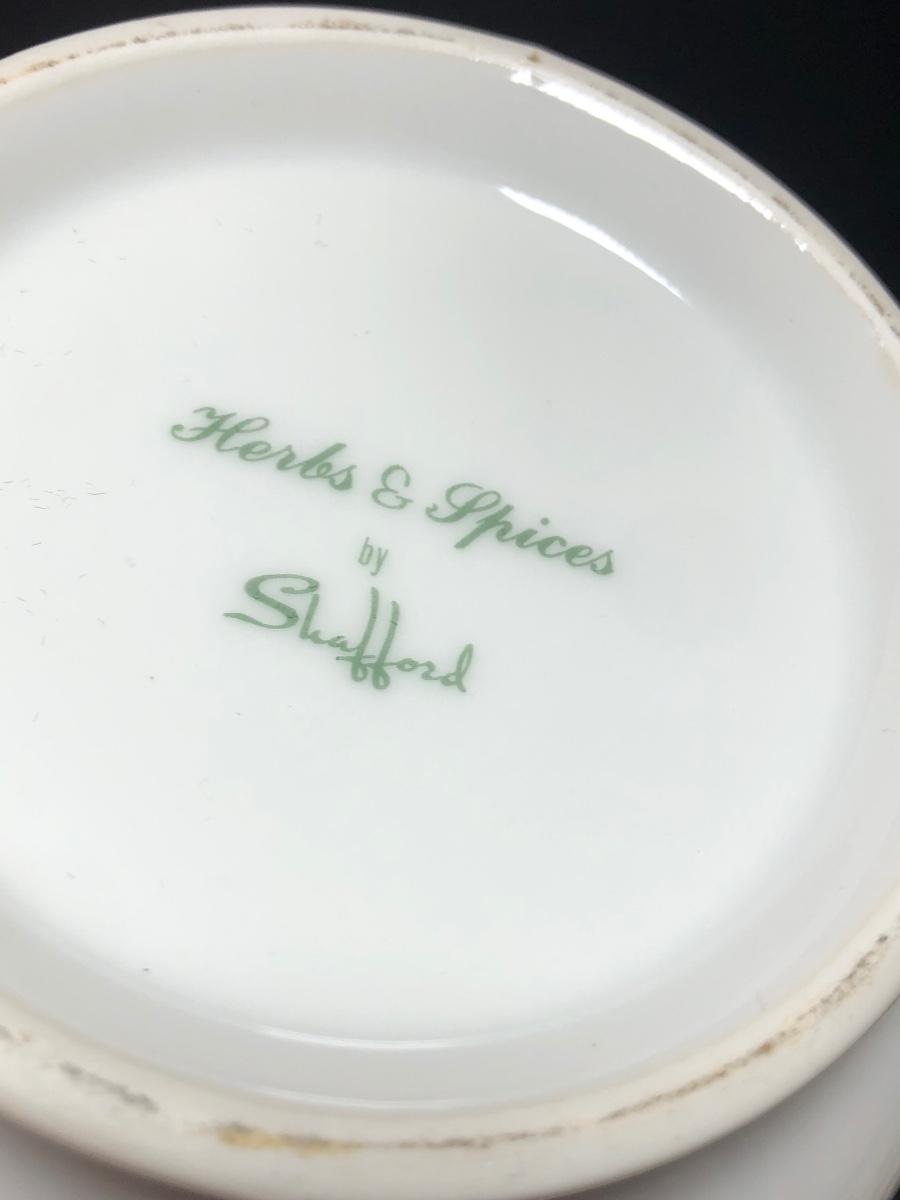 Herbs & Spices
by
Shafford